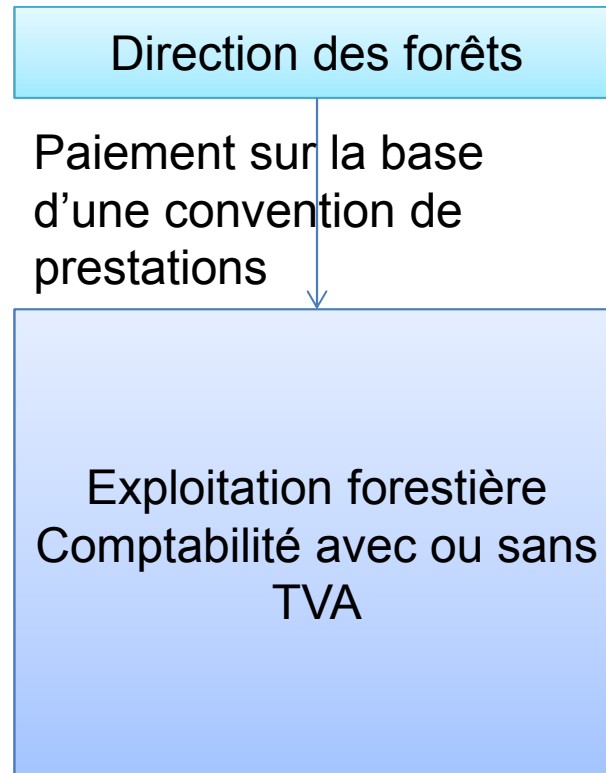 Direction des forêts
Paiement sur la base
d’une convention de
prestations
Exploitation forestière
Comptabilité avec ou sans
TVA